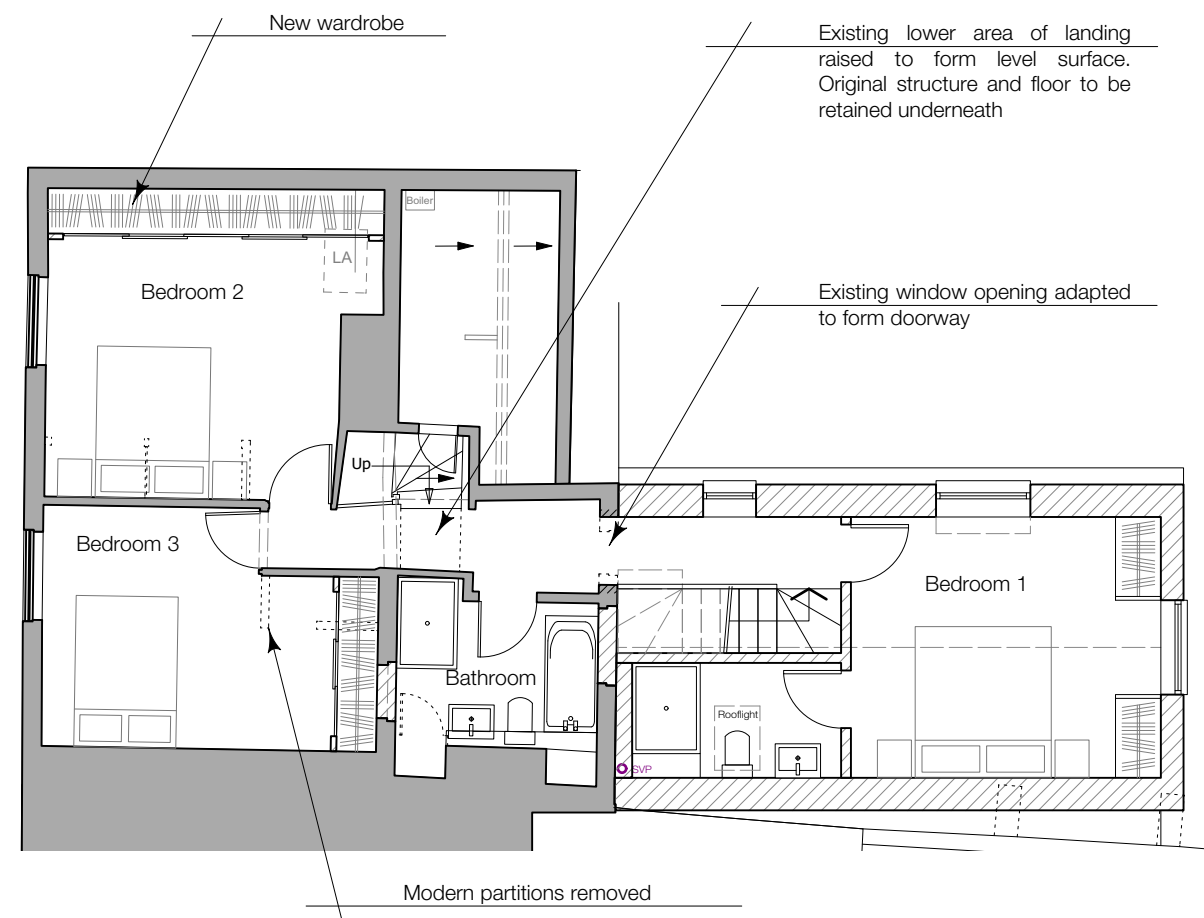 New wardrobe
Existing lower area of landing
raised to form level surface.
Original structure and floor to be
retained underneath
Boiler
LA
Bedroom 2
Existing window opening adapted
to form doorway
Up
Bedroom 3
Bedroom 1
Bathroom
Rooflight
SVP
Modern partitions removed